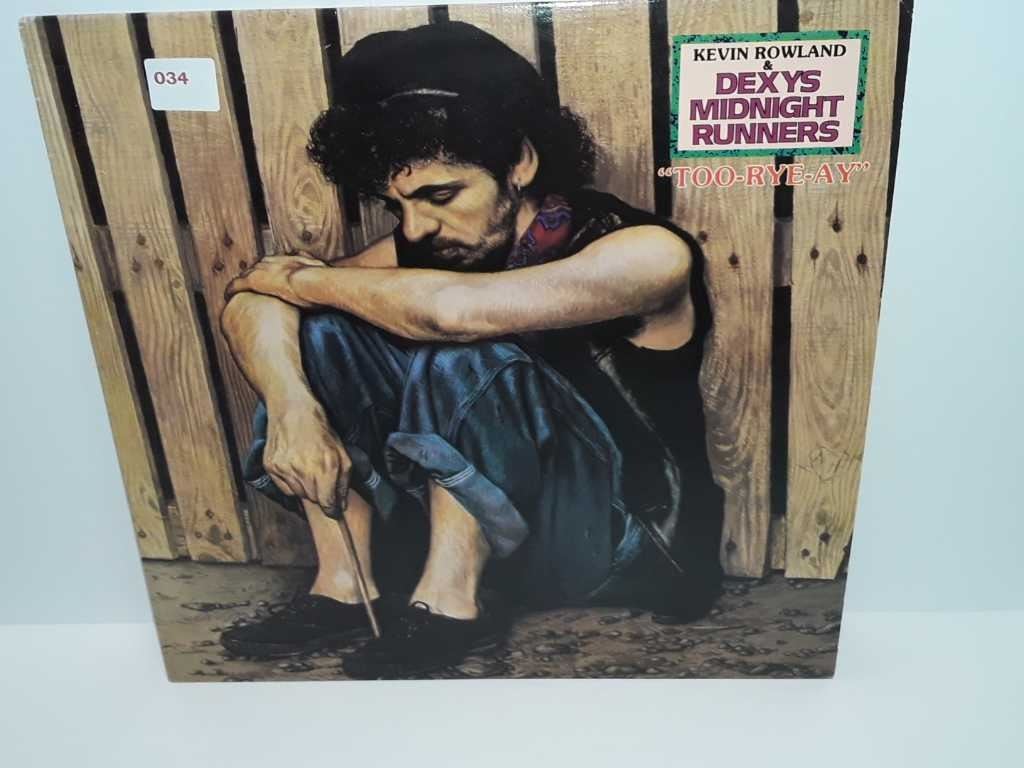 034
KEVIN ROWLAND
&
DEXYS
MIDNIGHT
RUNNERS
“TOO-RYE-AY”